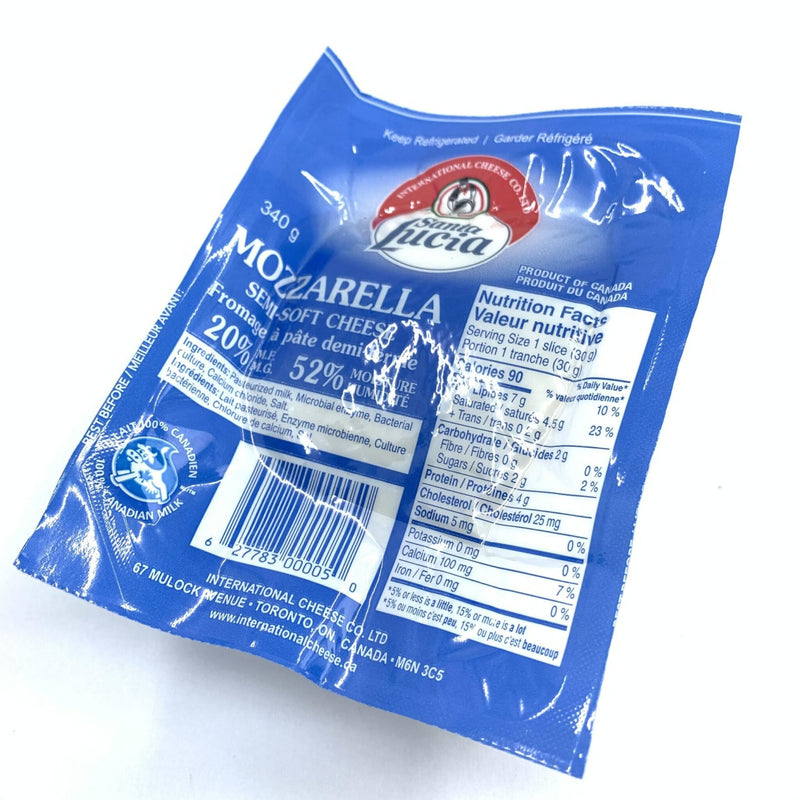 Keep Refrigerated / Garder Réfrigéré
INTERNATIONAL CHEESE CO. LTD
Santa
Lucia
340 g
MOZZARELLA
SEMI-SOFT CHEESE
Fromage à pâte demi-ferme
20% M.F. M.G. 52% MOISTURE HUMIDITÉ
Ingredients: Pasteurized milk, Microbial enzyme, Bacterial
culture, Calcium chloride, Salt.
Ingrédients: Lait pasteurisé, Enzyme microbienne, Culture
bactérienne, Chlorure de calcium,
BEST BEFORE / MEILLEUR AVANT:
LAIT 100% CANADIEN
100% CANADIAN MILK
6 27783 00005 0
INTERNATIONAL CHEESE CO. LTD
67 MULOCK AVENUE • TORONTO, ON, CANADA • M6N 3C5
www.internationalcheese.ca
PRODUCT OF CANADA
PRODUIT DU CANADA
Nutrition Facts
Valeur nutritive
Serving Size 1 slice (30 g)
Portion 1 tranche (30 g)
Calories 90
% Daily Value*
% valeur quotidienne*
Lipides 7 g 10 %
Saturated / saturés 4.5 g
+ Trans / trans 0.2 g 23 %
Carbohydrate / Glucides 2 g
Fibre / Fibres 0 g 0 %
Sugars / Sucres 2 g 2 %
Protein / Protéines 4 g
Cholesterol / Cholestérol 25 mg
Sodium 5 mg 0 %
Potassium 0 mg 0 %
Calcium 100 mg 7 %
Iron / Fer 0 mg 0 %
*5% or less is a little, 15% or more is a lot
*5% ou moins c'est peu, 15% ou plus c'est beaucoup